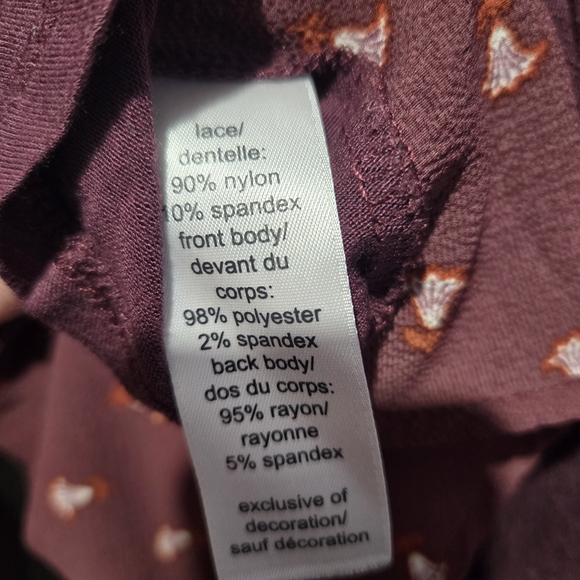 lace/
dentelle:
90% nylon
10% spandex
front body/
devant du
corps:
98% polyester
2% spandex
back body/
dos du corps:
95% rayon/
rayonne
5% spandex
exclusive of
decoration/
sauf décoration